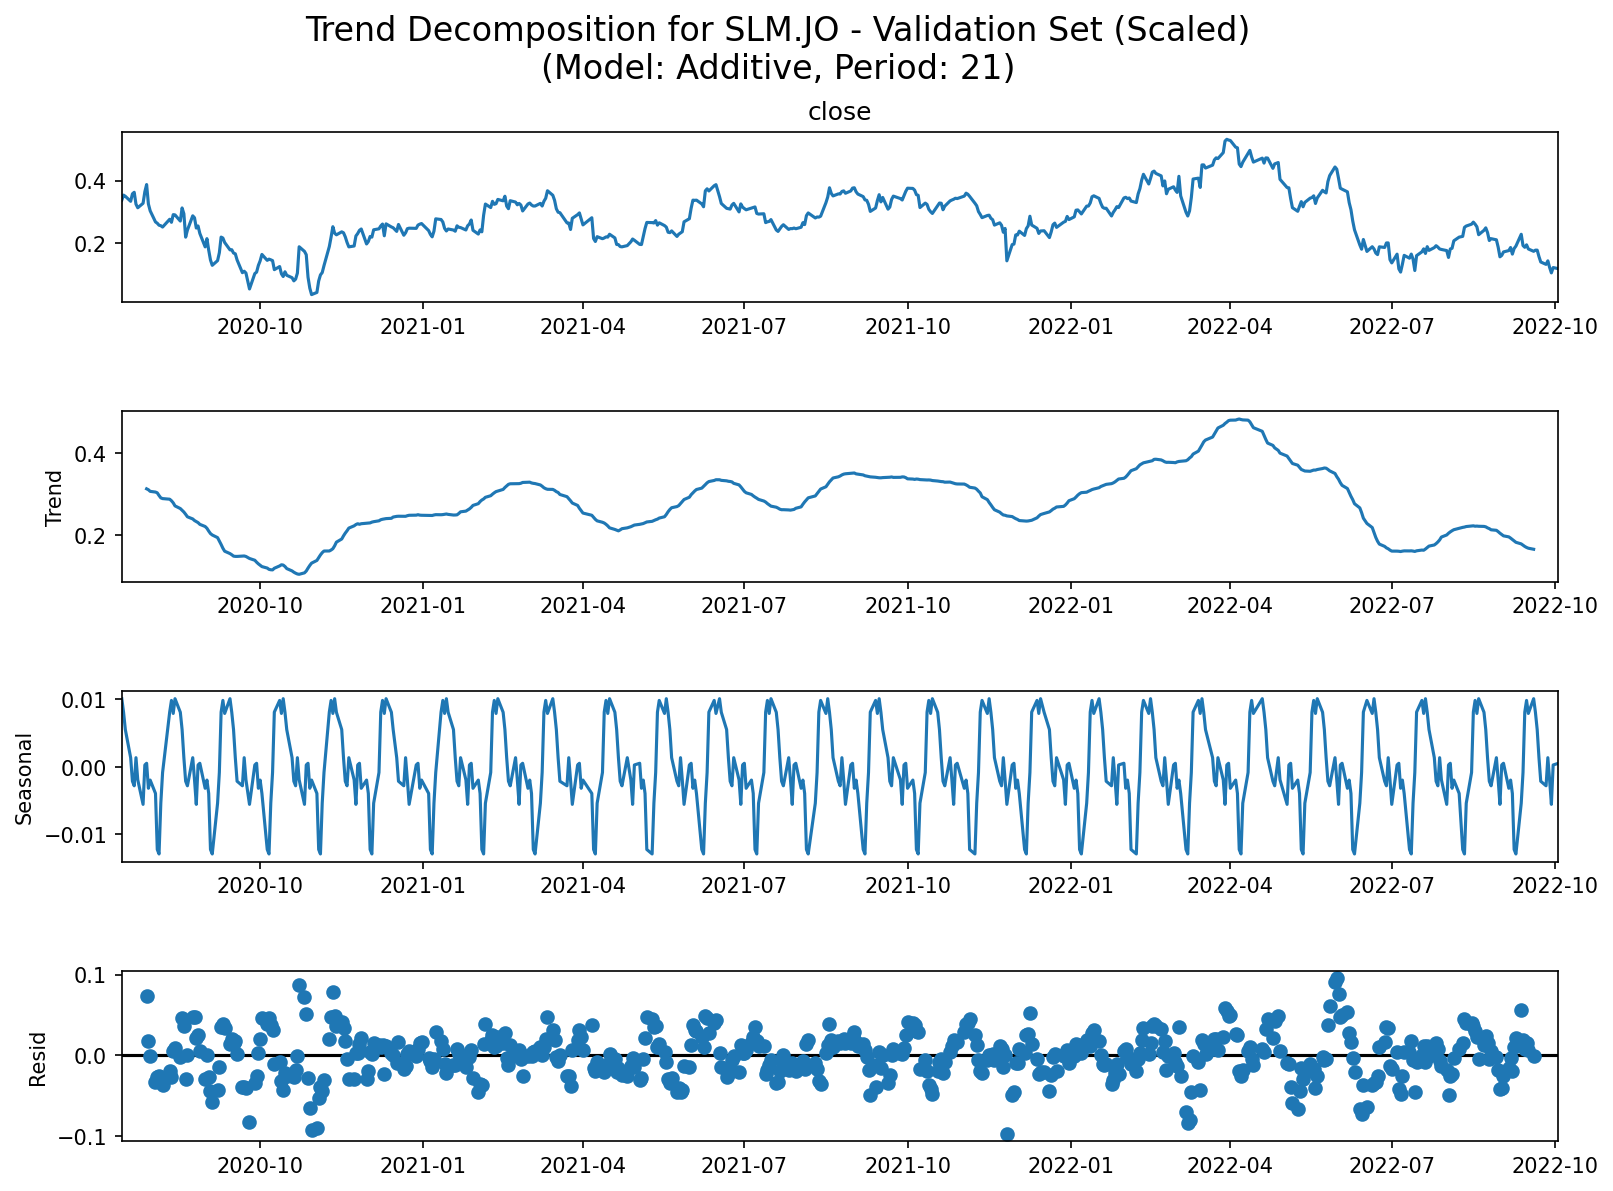 Trend Decomposition for SLM.JO - Validation Set (Scaled)
(Model: Additive, Period: 21)
close
0.4
0.2
2020-10 2021-01 2021-04 2021-07 2021-10 2022-01 2022-04 2022-07 2022-10
Trend
0.4
0.2
2020-10 2021-01 2021-04 2021-07 2021-10 2022-01 2022-04 2022-07 2022-10
Seasonal
0.01
0.00
−0.01
2020-10 2021-01 2021-04 2021-07 2021-10 2022-01 2022-04 2022-07 2022-10
Resid
0.1
0.0
−0.1
2020-10 2021-01 2021-04 2021-07 2021-10 2022-01 2022-04 2022-07 2022-10